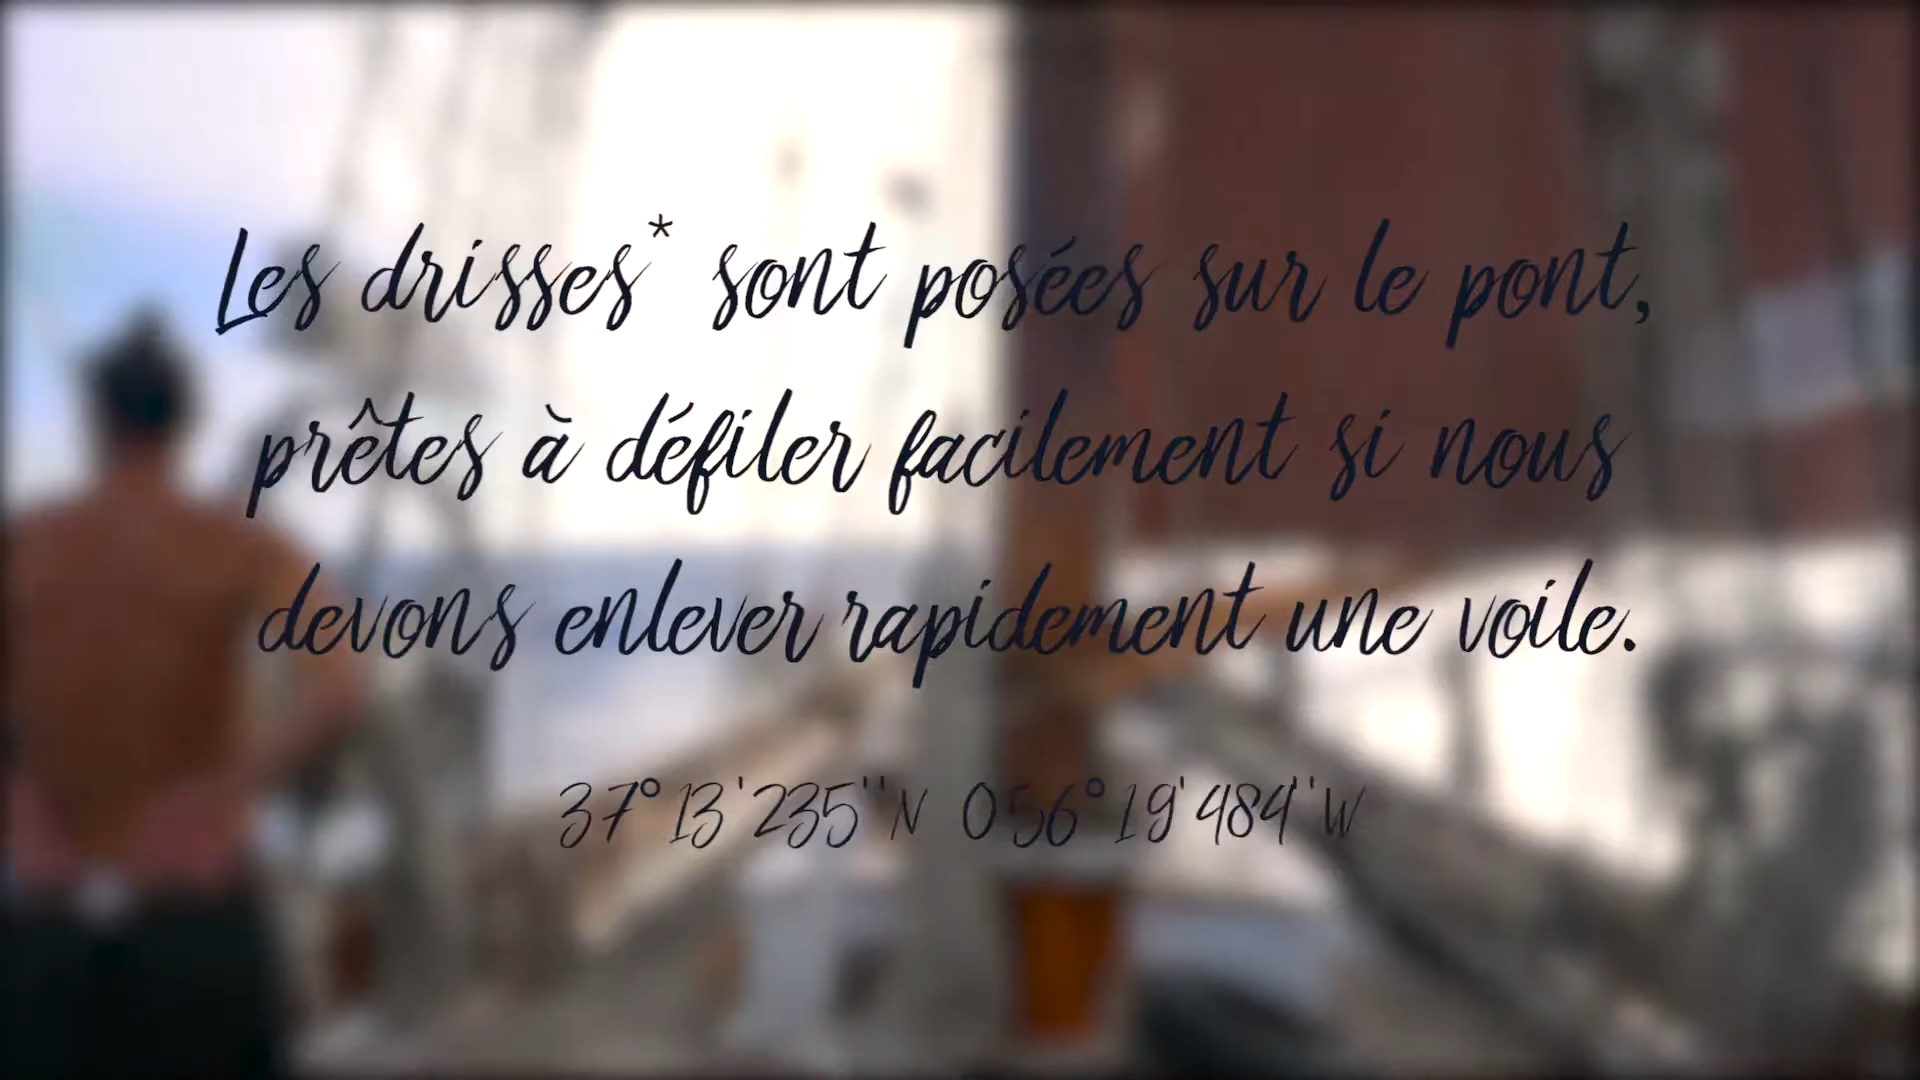 Les drisses* sont posées sur le pont,
prêtes à défiler facilement si nous
devons enlever rapidement une voile.
37°13'235''N 056°19'484''W